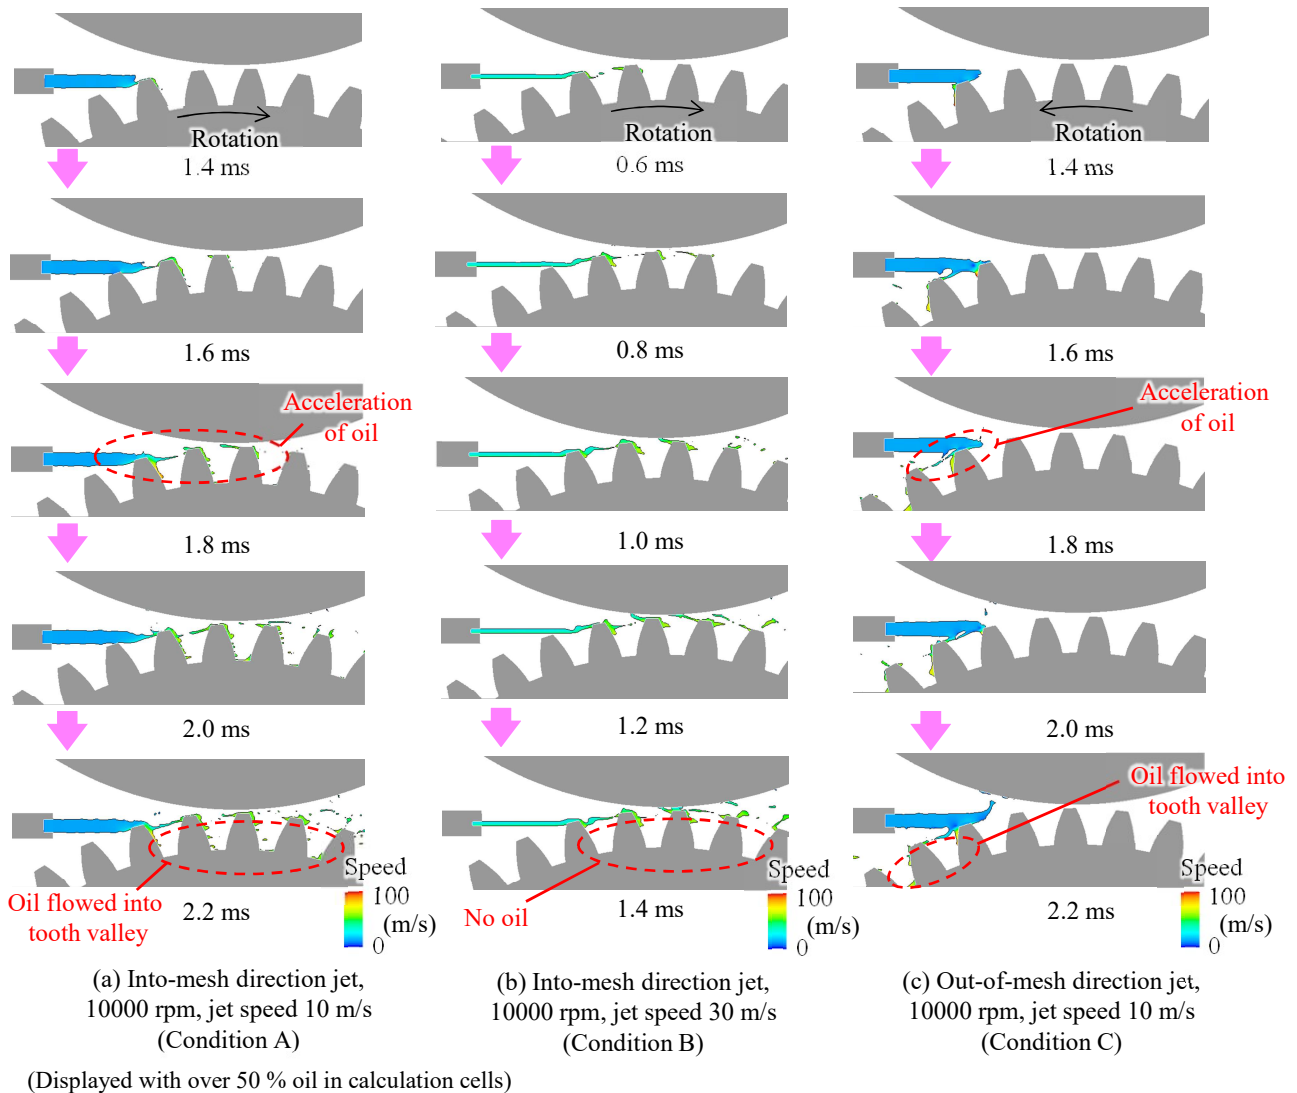 Rotation
1.4 ms
1.6 ms
Acceleration
of oil
1.8 ms
2.0 ms
Oil flowed into
tooth valley
2.2 ms
Speed
100
(m/s)
0
(a) Into-mesh direction jet,
10000 rpm, jet speed 10 m/s
(Condition A)
Rotation
0.6 ms
0.8 ms
1.0 ms
1.2 ms
No oil
1.4 ms
Speed
100
(m/s)
0
(b) Into-mesh direction jet,
10000 rpm, jet speed 30 m/s
(Condition B)
Rotation
1.4 ms
1.6 ms
Acceleration
of oil
1.8 ms
2.0 ms
Oil flowed into
tooth valley
2.2 ms
Speed
100
(m/s)
0
(c) Out-of-mesh direction jet,
10000 rpm, jet speed 10 m/s
(Condition C)
(Displayed with over 50 % oil in calculation cells)